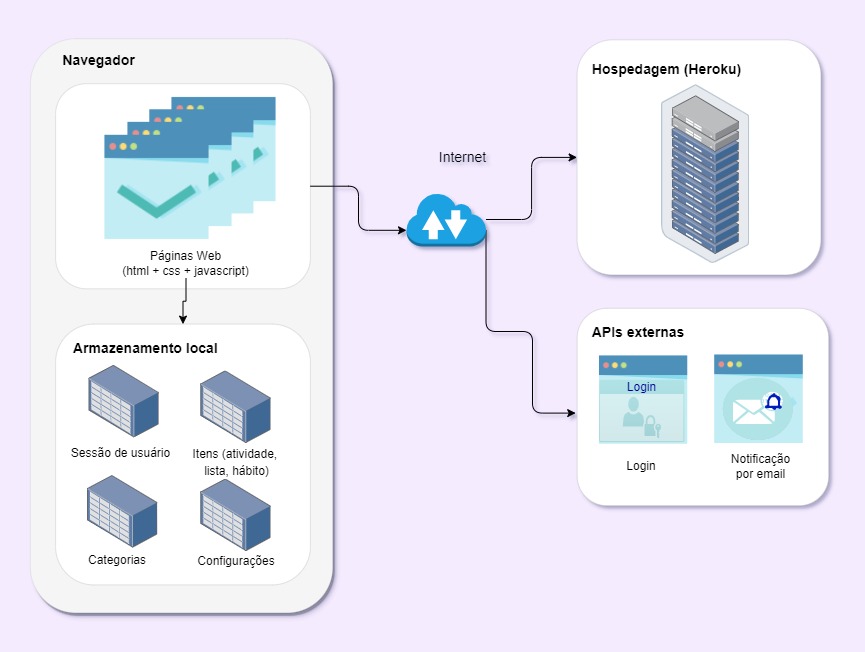 Navegador
Páginas Web
(html + css + javascript)
Armazenamento local
Sessão de usuário
Itens (atividade,
lista, hábito)
Categorias
Configurações
Internet
Hospedagem (Heroku)
APIs externas
Login
Login
Notificação
por email